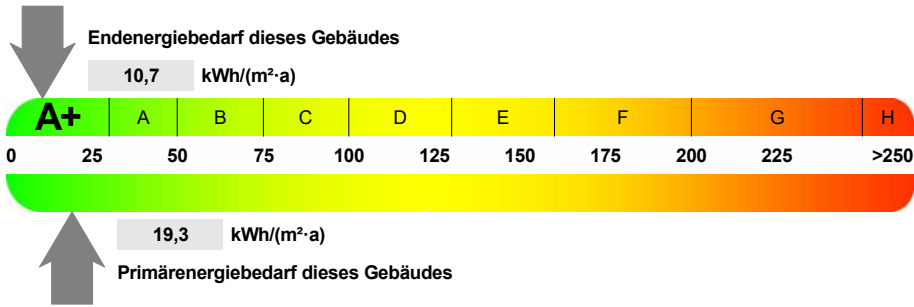 Endenergiebedarf dieses Gebäudes
10,7 kWh/(m²·a)
A+ A B C D E F G H
0 25 50 75 100 125 150 175 200 225 >250
19,3 kWh/(m²·a)
Primärenergiebedarf dieses Gebäudes